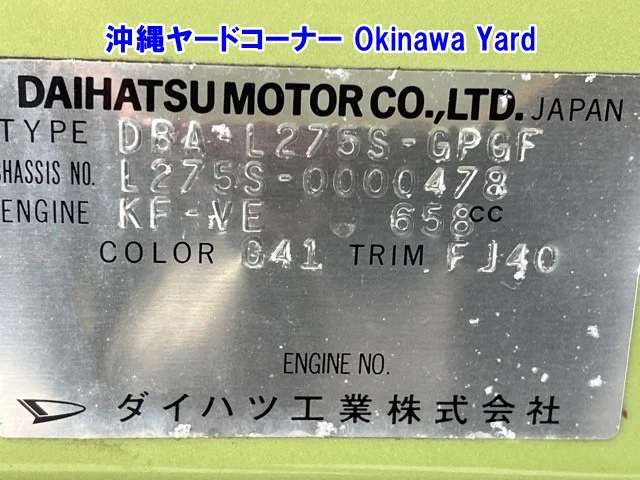 沖縄ヤードコーナー Okinawa Yard
DAIHATSU MOTOR CO.,LTD. JAPAN
TYPE DBA-L275S-GPGF
CHASSIS NO. L275S-0000478
ENGINE KF-VE 658cc
COLOR G41 TRIM FJ40
ENGINE NO.
ダイハツ工業株式会社